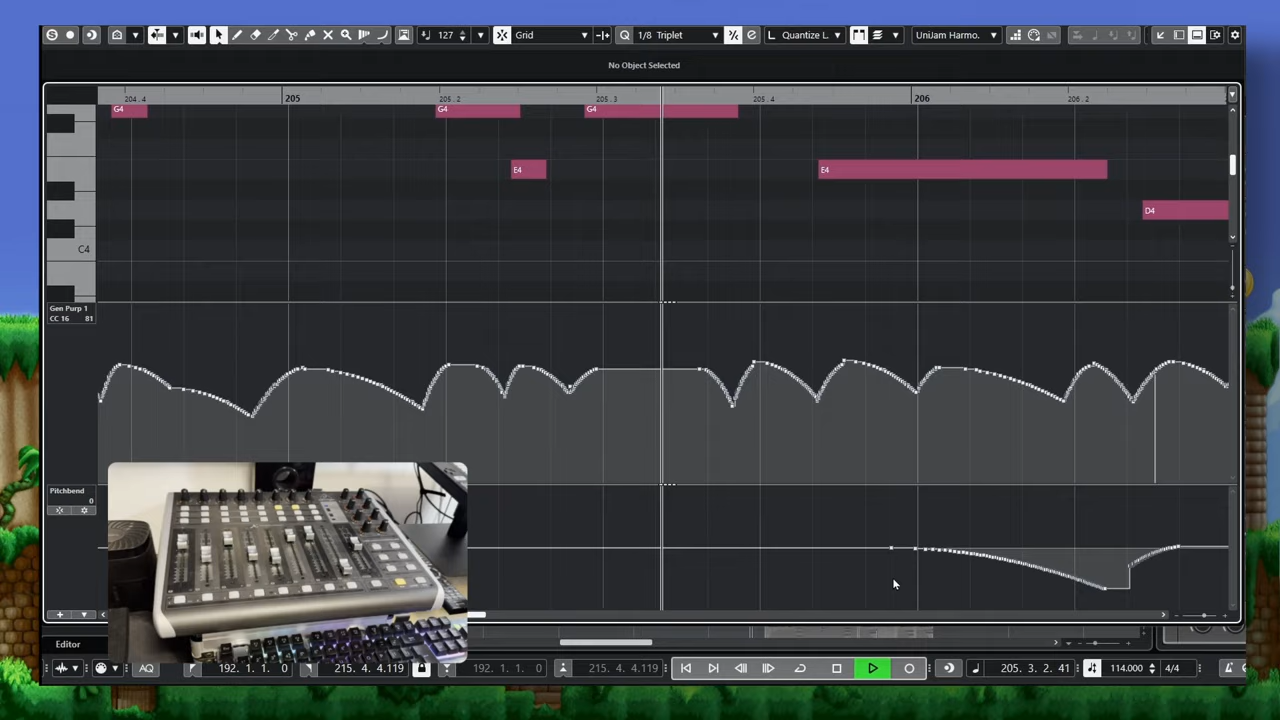 127 Grid 1/8 Triplet L Quantize L. UniJam Harmo.
No Object Selected
204.4 205 205.2 205.3 205.4 206 206.2
G4 G4 G4
E4 E4
D4
C4
Gen Purp 1
CC 16 81
Pitchbend
0
Editor
AQ 192. 1. 1. 0 215. 4. 4.119 192. 1. 1. 0 215. 4. 4.119 205. 3. 2. 41 114.000 4/4